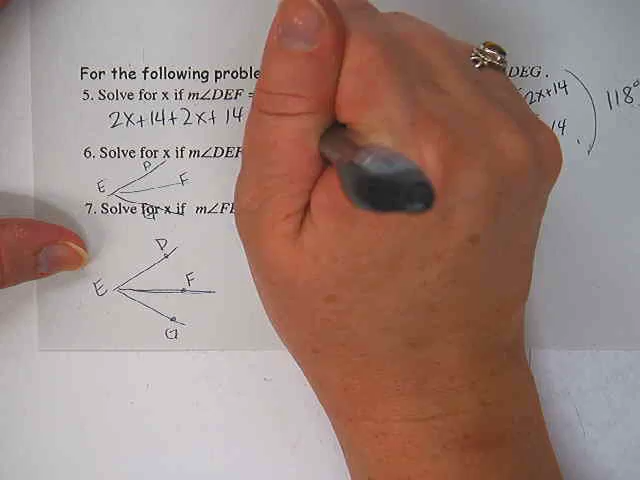 For the following DEG.
5. Solve for x if m∠DEF = 2x+14 118°
2x+14+2x+14 14
6. Solve for x if m∠DEF
D
E F
G
7. Solve for x if m∠FE
D
E F
G